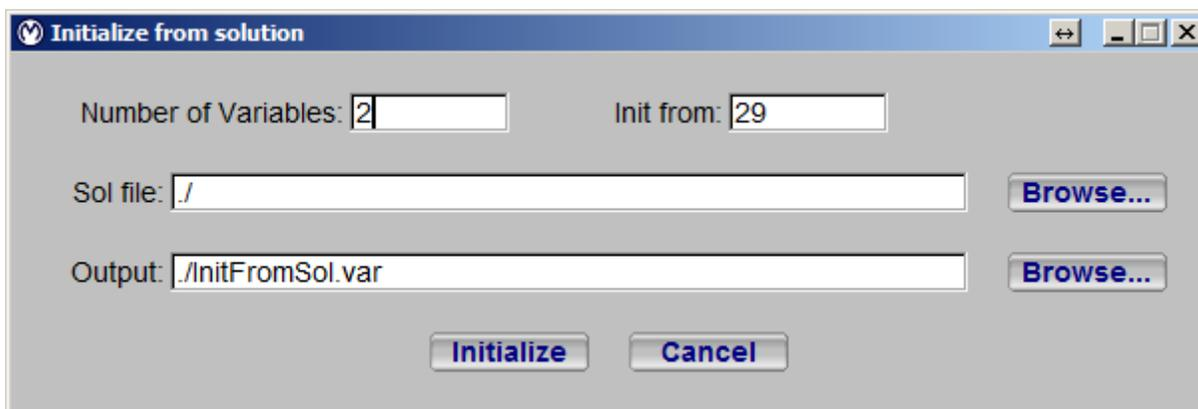 Initialize from solution
Number of Variables: 2 Init from: 29
Sol file: ./ Browse...
Output: ./InitFromSol.var Browse...
Initialize Cancel